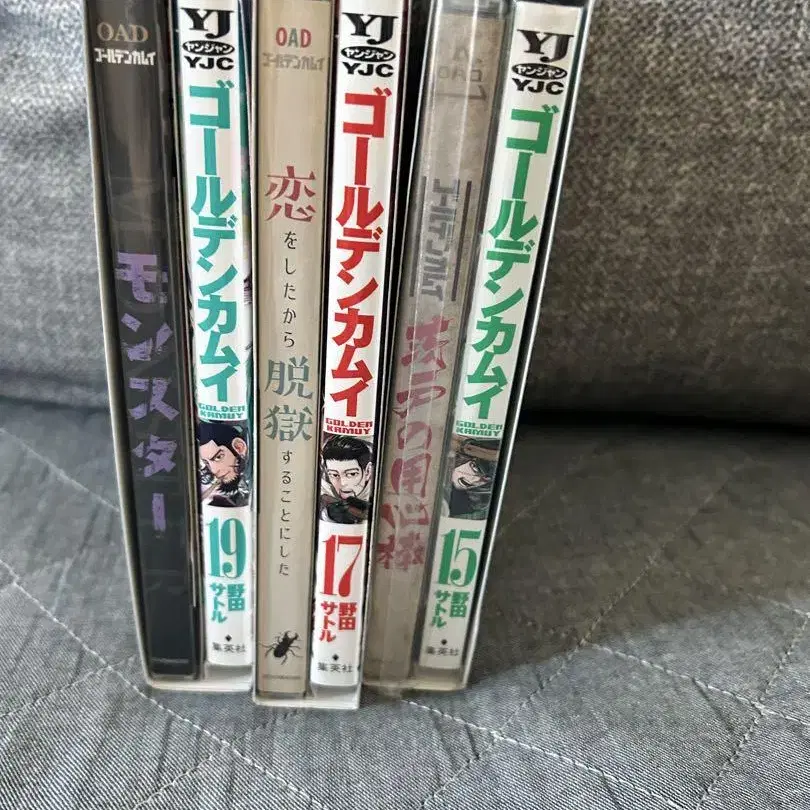 OAD
ゴールデンカムイ
モンスター
YJ
ヤンジャン
YJC
ゴールデンカムイ
GOLDEN
KAMUY
19
野田
サトル
集英社
OAD
ゴールデンカムイ
恋をしたから脱獄することにした
YJ
ヤンジャン
YJC
ゴールデンカムイ
GOLDEN
KAMUY
17
野田
サトル
集英社
OAD
ゴールデンカムイ
YJ
ヤンジャン
YJC
ゴールデンカムイ
GOLDEN
KAMUY
15
野田
サトル
集英社